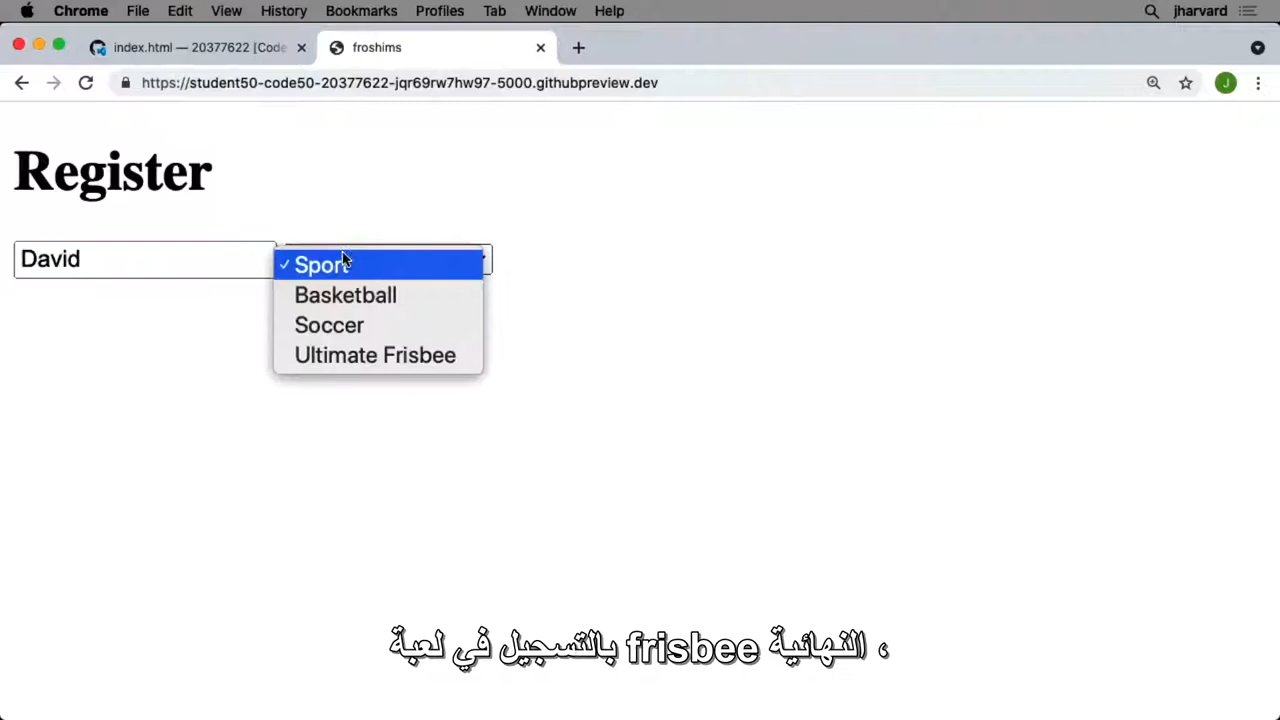 Chrome File Edit View History Bookmarks Profiles Tab Window Help jharvard
index.html — 20377622 [Code froshims
https://student50-code50-20377622-jqr69rw7hw97-5000.githubpreview.dev J
Register
David
✓ Sport
Basketball
Soccer
Ultimate Frisbee
بالتسجيل في لعبة frisbee النهائية ،